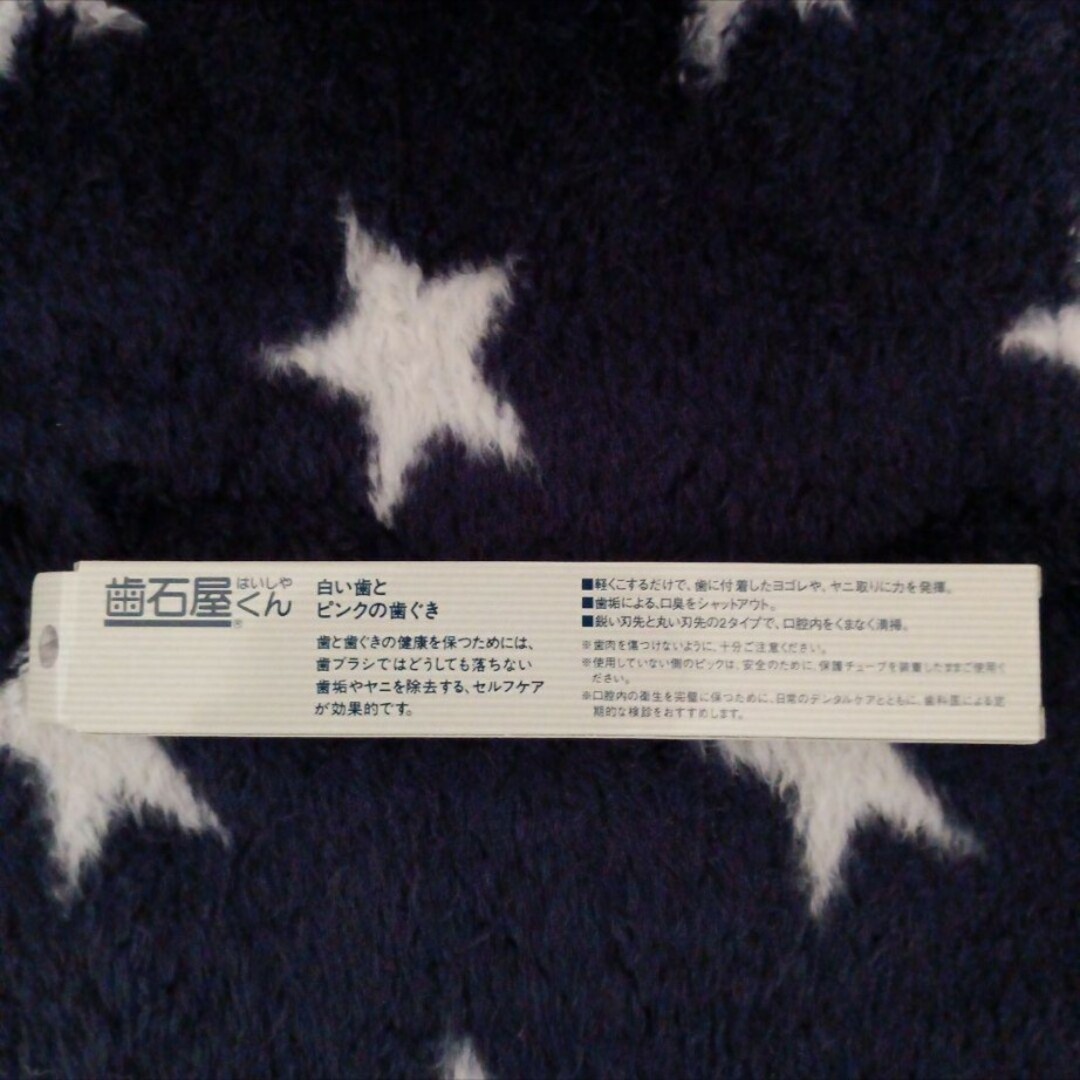 歯石屋くん
はいしや
®
白い歯と
ピンクの歯ぐき
歯と歯ぐきの健康を保つためには、
歯ブラシではどうしても落ちない
歯垢やヤニを除去する、セルフケア
が効果的です。
■軽くこするだけで、歯に付着したヨゴレや、ヤニ取りに力を発揮。
■歯垢による、口臭をシャットアウト。
■鋭い刃先と丸い刃先の2タイプで、口腔内をくまなく清掃。
※歯肉を傷つけないように、十分ご注意ください。
※使用していない側のピックは、安全のために、保護チューブを装着したままご使用く
ださい。
※口腔内の衛生を完璧に保つために、日常のデンタルケアとともに、歯科医による定
期的な検診をおすすめします。